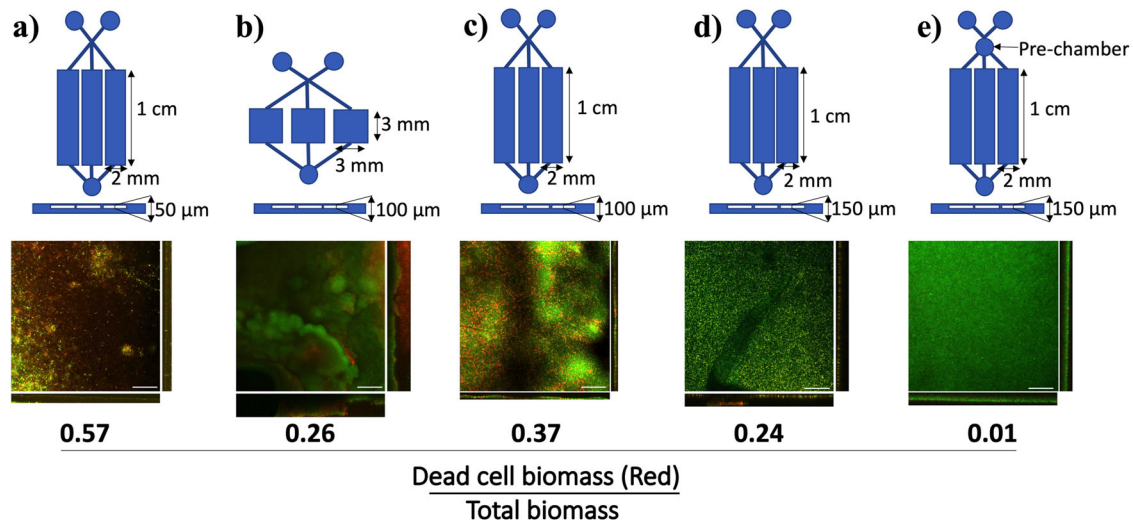 a)
b)
c)
d)
e)
Pre-chamber
1 cm
3 mm
3 mm
1 cm
1 cm
1 cm
2 mm
2 mm
2 mm
2 mm
50 μm
100 μm
100 μm
150 μm
150 μm
0.57
0.26
0.37
0.24
0.01
Dead cell biomass (Red)
Total biomass